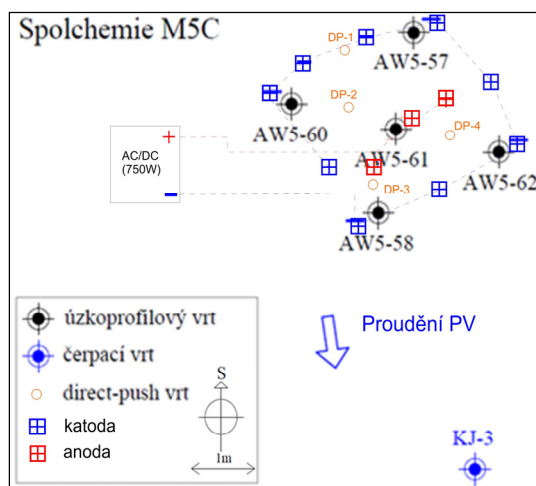 Spolchemie M5C
DP-1
AW5-57
DP-2
AW5-60
DP-4
AW5-61
AC/DC
(750W)
+
-
DP-3
AW5-62
AW5-58
Proudění PV
úzkoprofilový vrt
čerpací vrt
direct-push vrt
katoda
anoda
S
1m
KJ-3